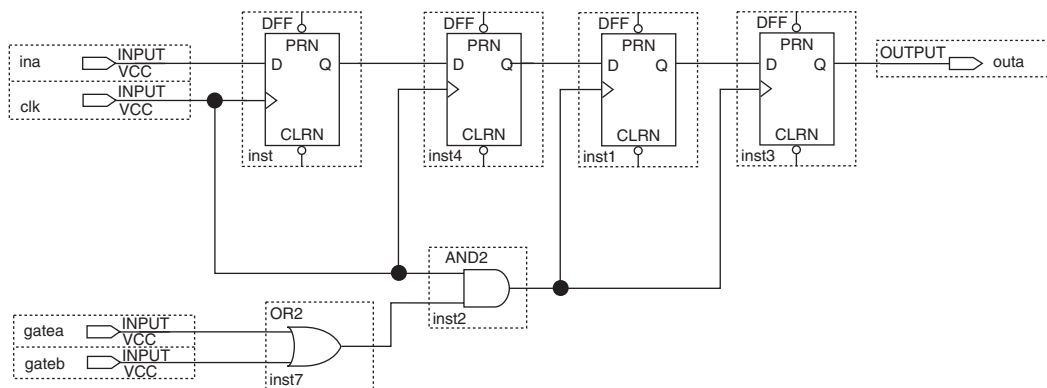 DFF
DFF
DFF
DFF
ina
INPUT
VCC
PRN
D
Q
CLRN
inst
PRN
D
Q
CLRN
inst4
PRN
D
Q
CLRN
inst1
PRN
D
Q
CLRN
inst3
OUTPUT
outa
clk
INPUT
VCC
AND2
inst2
OR2
inst7
gatea
INPUT
VCC
gateb
INPUT
VCC